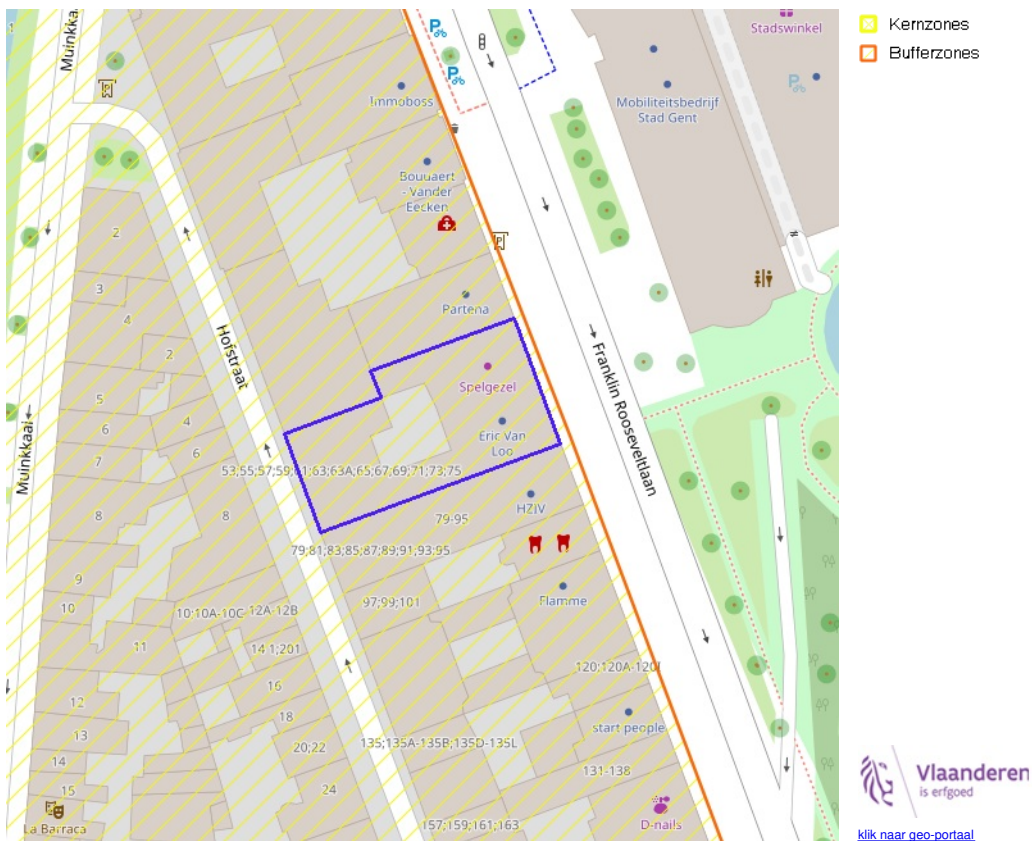 Kernzones
Bufferzones
Muinkkaa
Stadswinkel
Immoboss
Mobiliteitsbedrijf
Stad Gent
Boudaert
- Vander
Eecken
2
3
4
Partena
Hofstraat
2
Franklin Rooseveltlaan
Spelgezel
5
4
6
6
Eric Van
Loo
Muinkkaai
7
53,55;57;59;61;63;63A;65;67,69;71;73;75
HZIV
8
8
79-95
79;81;83;85;87;89;91,93;95
9
Flamme
10
97;99;101
10;10A-10C
12A-12B
11
14 1;201
120;120A-120I
16
12
18
start people
13
20;22
135;135A-135B;135D-135L
14
131-138
15
24
La Barraca
157;159;161;163
D-nails
Vlaanderen
is erfgoed
klik naar geo-portaal